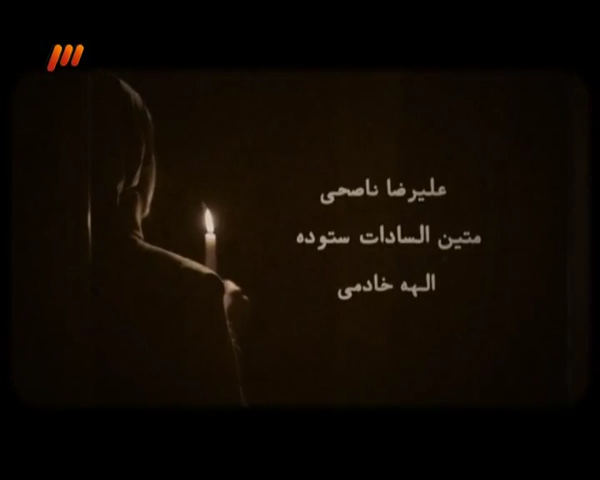 علیرضا ناصحی
متین السادات ستوده
الهه خادمی